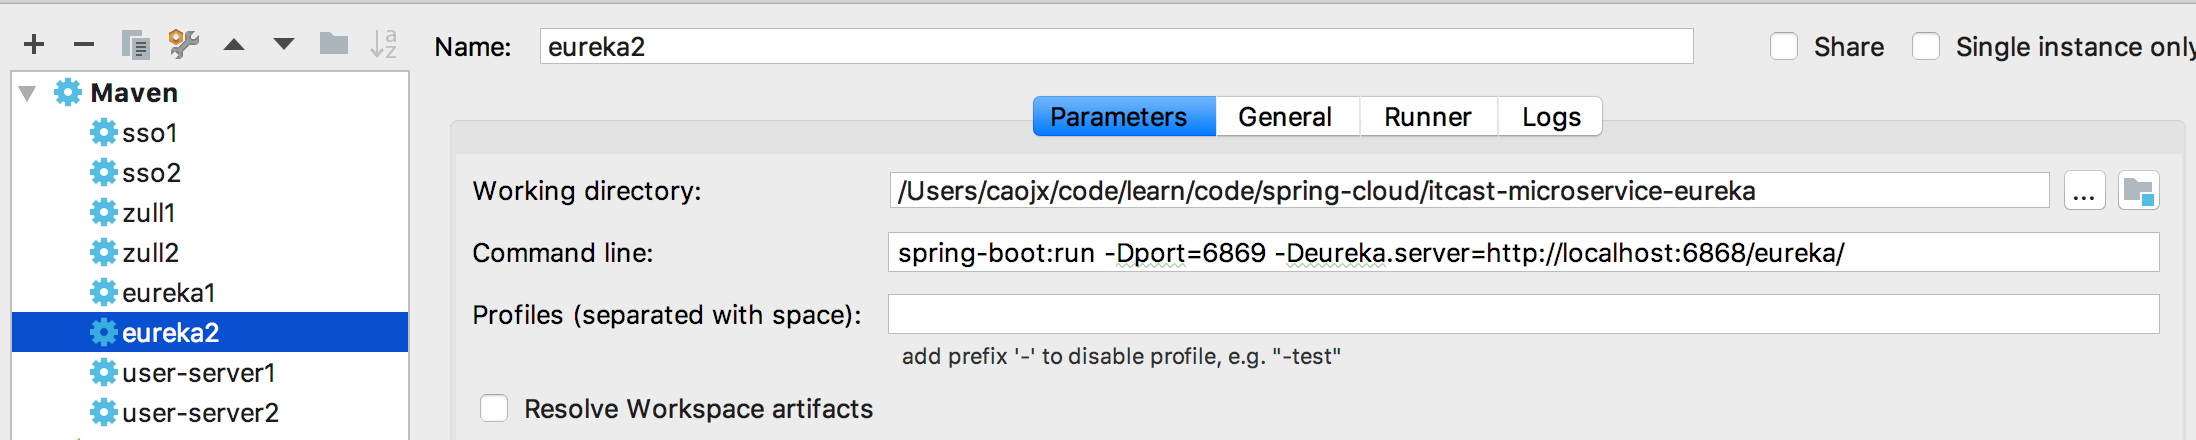 Name: eureka2 Share Single instance only
Maven
sso1
sso2
zull1
zull2
eureka1
eureka2
user-server1
user-server2
Parameters General Runner Logs
Working directory: /Users/caojx/code/learn/code/spring-cloud/itcast-microservice-eureka ...
Command line: spring-boot:run -Dport=6869 -Deureka.server=http://localhost:6868/eureka/
Profiles (separated with space):
add prefix '-' to disable profile, e.g. "-test"
Resolve Workspace artifacts